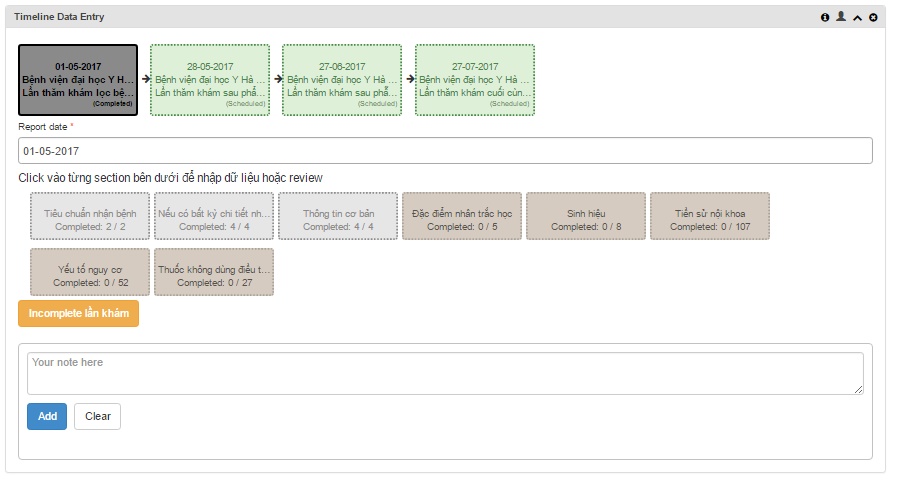 Timeline Data Entry
01-05-2017
Bệnh viện đại học Y H...
Lần thăm khám lọc bệ...
(Completed)
28-05-2017
Bệnh viện đại học Y Hà ...
Lần thăm khám sau phẫ...
(Scheduled)
27-06-2017
Bệnh viện đại học Y Hà ...
Lần thăm khám sau phẫ...
(Scheduled)
27-07-2017
Bệnh viện đại học Y Hà ...
Lần thăm khám cuối cùn...
(Scheduled)
Report date *
01-05-2017
Click vào từng section bên dưới để nhập dữ liệu hoặc review
Tiêu chuẩn nhận bệnh
Completed: 2 / 2
Nếu có bất kỳ chi tiết nh...
Completed: 4 / 4
Thông tin cơ bản
Completed: 4 / 4
Đặc điểm nhân trắc học
Completed: 0 / 5
Sinh hiệu
Completed: 0 / 8
Tiền sử nội khoa
Completed: 0 / 107
Yếu tố nguy cơ
Completed: 0 / 52
Thuốc không dùng điều t...
Completed: 0 / 27
Incomplete lần khám
Your note here
Add
Clear